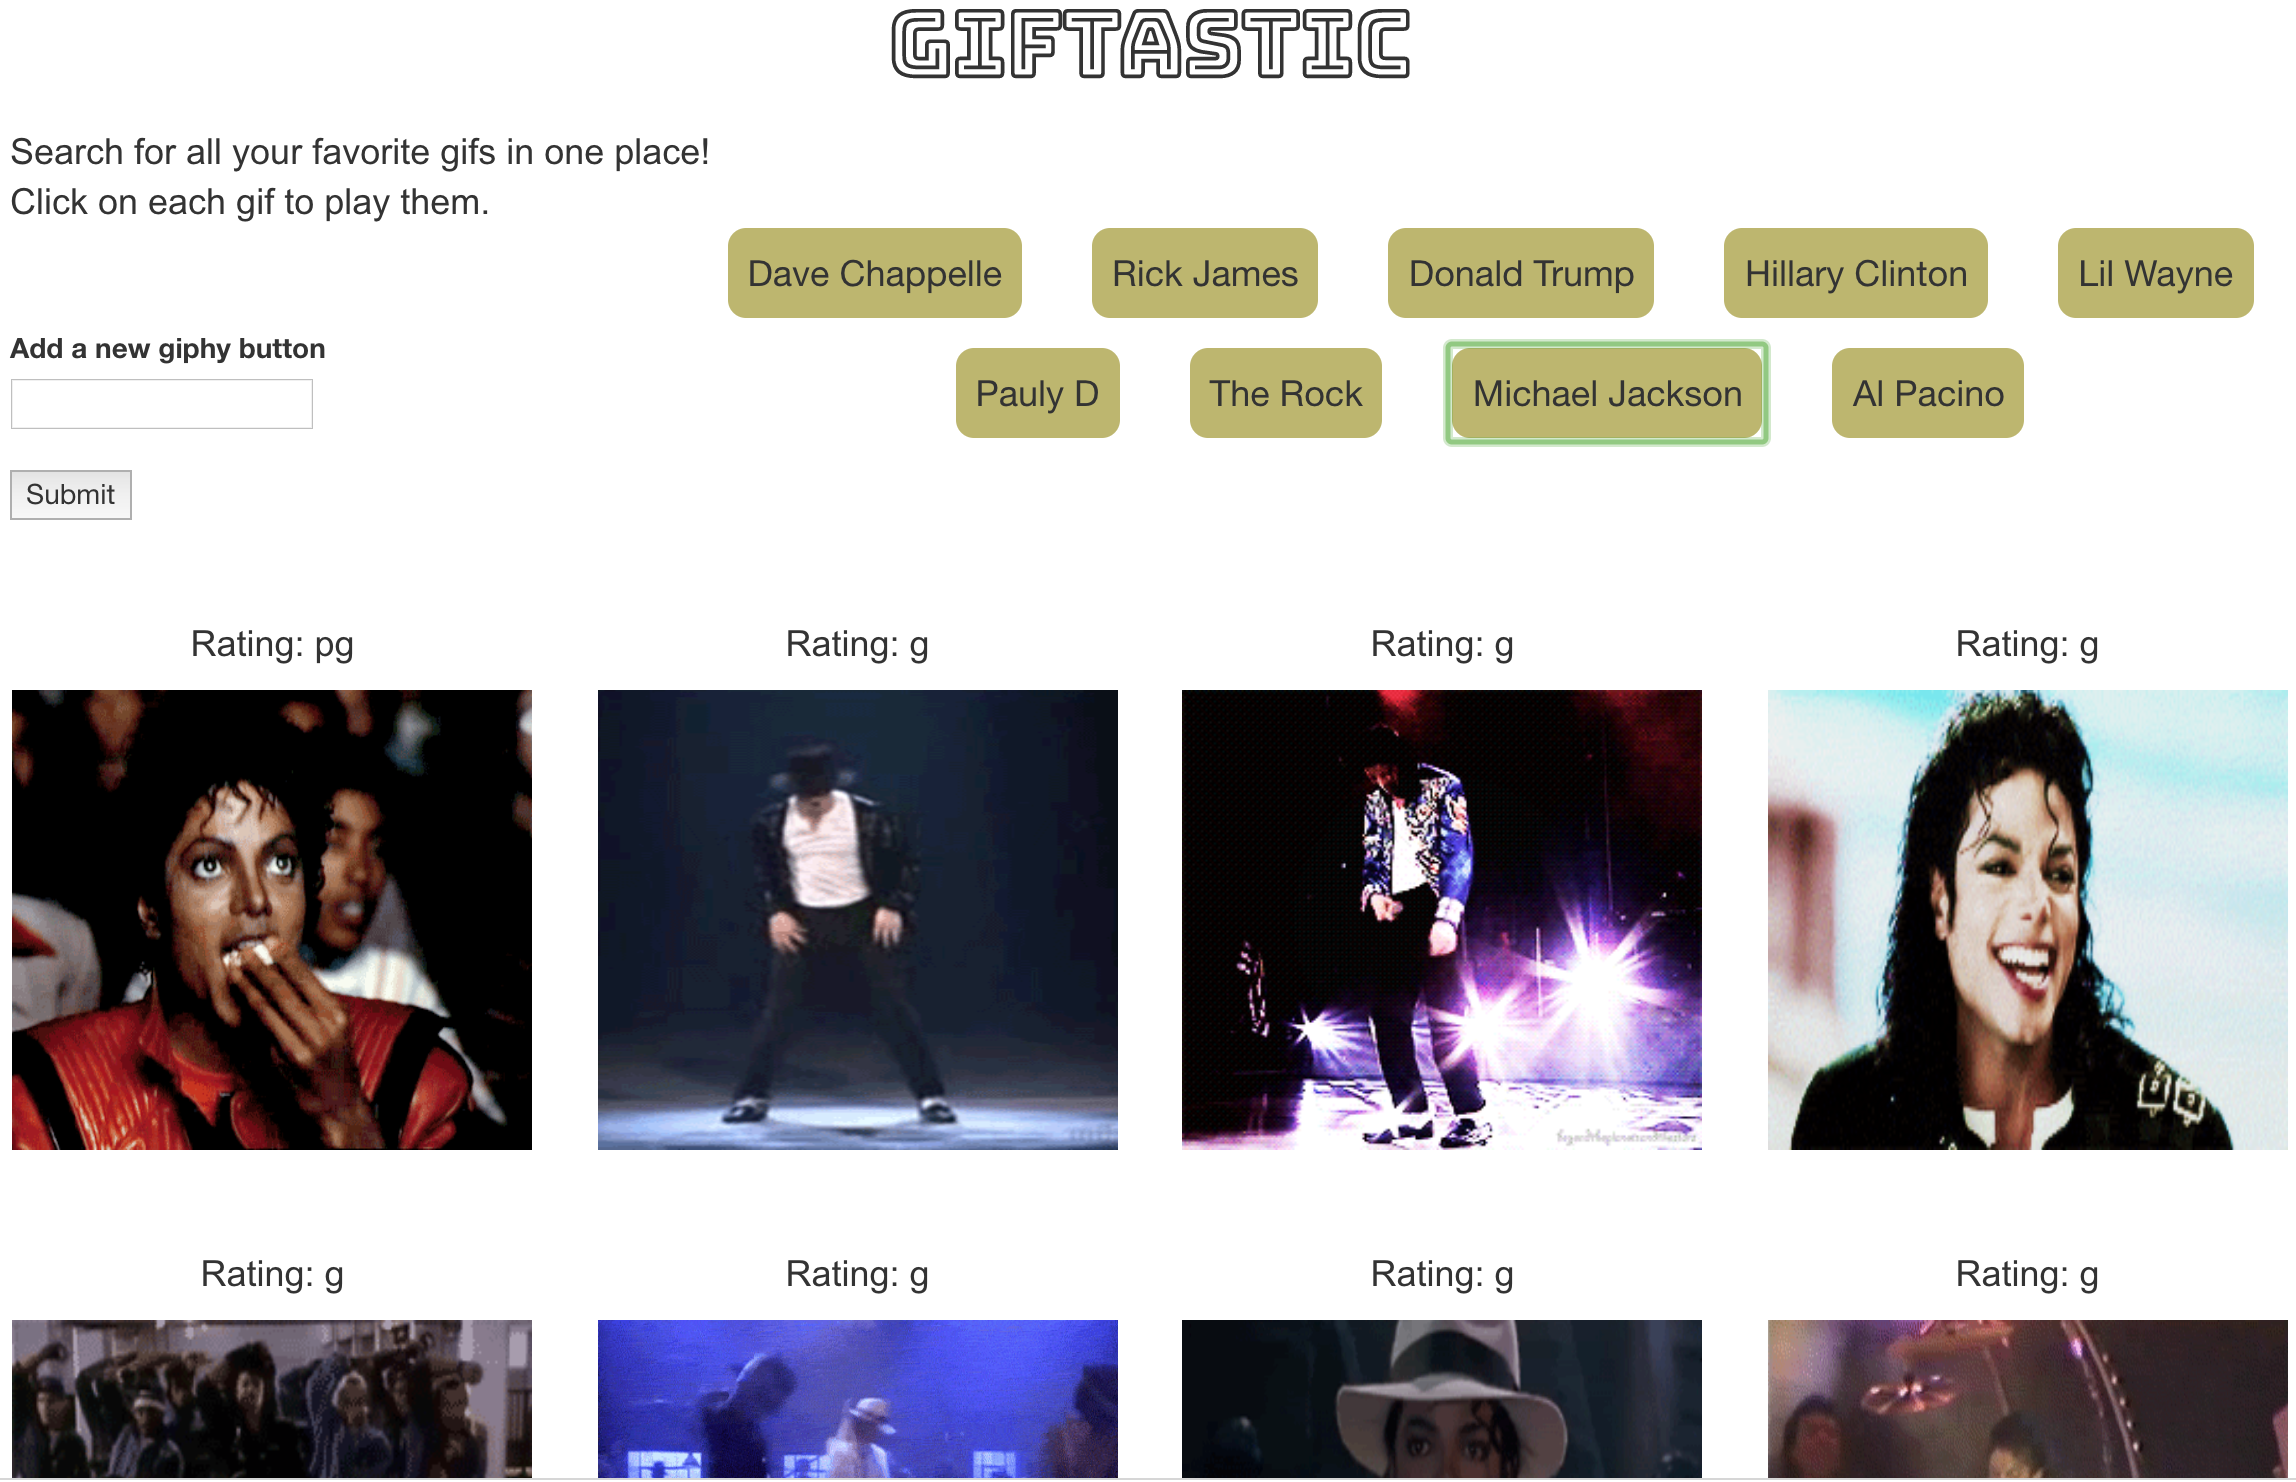 GIFTASTIC
Search for all your favorite gifs in one place!
Click on each gif to play them.
Dave Chappelle Rick James Donald Trump Hillary Clinton Lil Wayne
Add a new giphy button
Pauly D The Rock Michael Jackson Al Pacino
Submit
Rating: pg Rating: g Rating: g Rating: g
Rating: g Rating: g Rating: g Rating: g